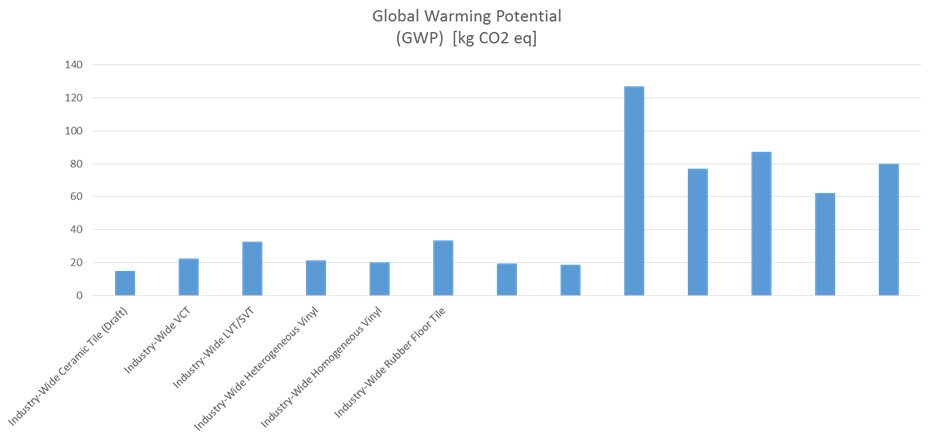 Global Warming Potential
(GWP) [kg CO2 eq]
140
120
100
80
60
40
20
0
Industry-Wide Ceramic Tile (Draft)
Industry-Wide VCT
Industry-Wide LVT/SVT
Industry-Wide Heterogeneous Vinyl
Industry-Wide Homogeneous Vinyl
Industry-Wide Rubber Floor Tile